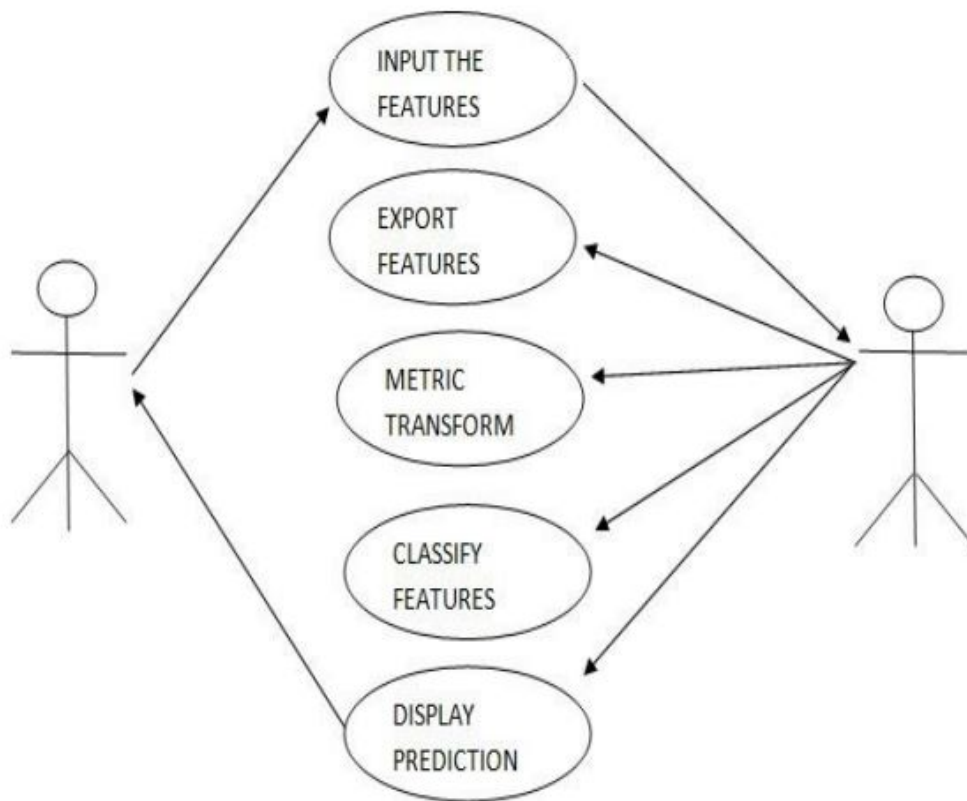 INPUT THE
FEATURES
EXPORT
FEATURES
METRIC
TRANSFORM
CLASSIFY
FEATURES
DISPLAY
PREDICTION